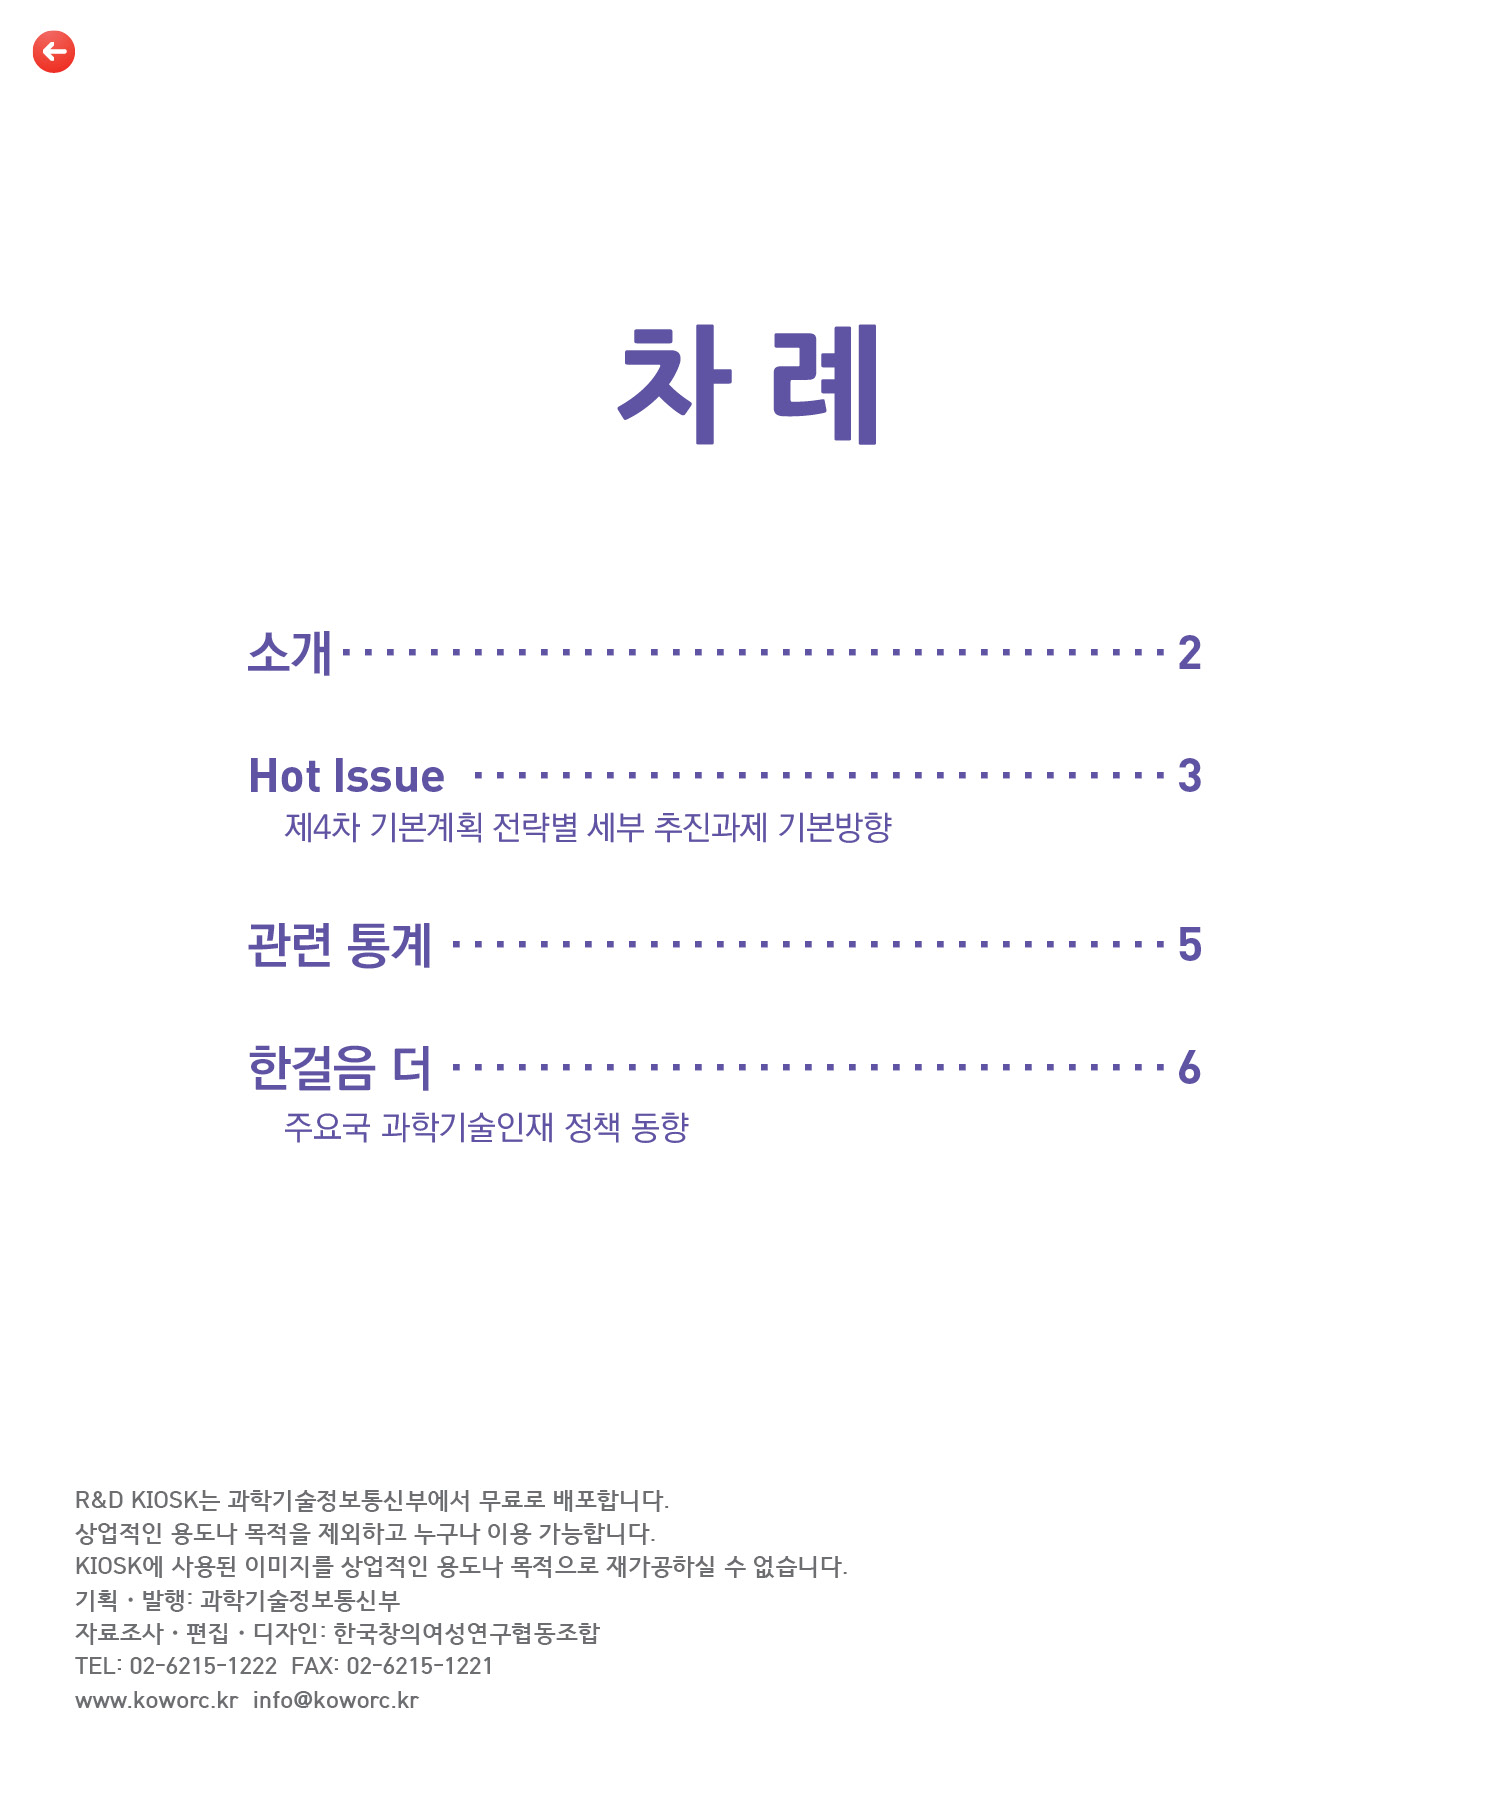 차 례
소개 ······································ 2
Hot Issue ································ 3
제4차 기본계획 전략별 세부 추진과제 기본방향
관련 통계 ································· 5
한걸음 더 ································· 6
주요국 과학기술인재 정책 동향
R&D KIOSK는 과학기술정보통신부에서 무료로 배포합니다.
상업적인 용도나 목적을 제외하고 누구나 이용 가능합니다.
KIOSK에 사용된 이미지를 상업적인 용도나 목적으로 재가공하실 수 없습니다.
기획 · 발행: 과학기술정보통신부
자료조사 · 편집 · 디자인: 한국창의여성연구협동조합
TEL: 02-6215-1222 FAX: 02-6215-1221
www.koworc.kr info@koworc.kr